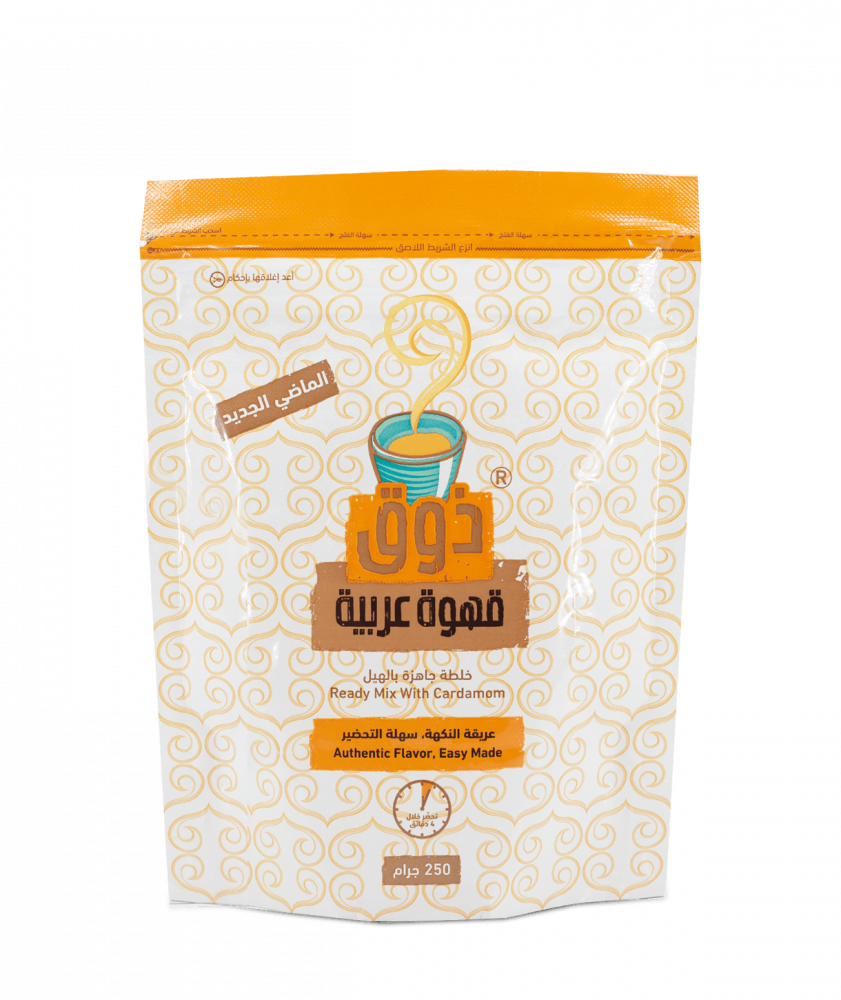 اسحب الشريط سهلة الفتح سهلة الفتح
انزع الشريط اللاصق
أعد إغلاقها بإحكام
الماضي الجديد
®
ذوق
قهوة عربية
خلطة جاهزة بالهيل
Ready Mix With Cardamom
عريقة النكهة، سهلة التحضير
Authentic Flavor, Easy Made
تحضّر خلال
4 دقائق
250 جرام